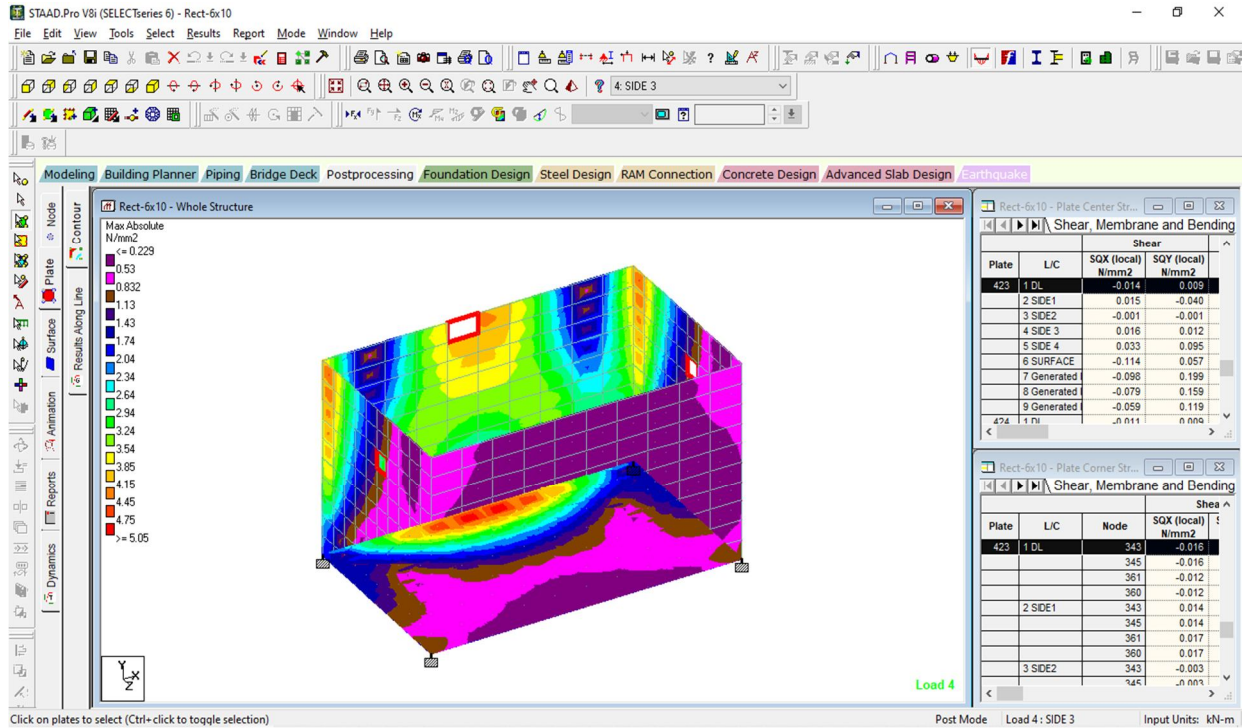 STAAD.Pro V8i (SELECTseries 6) - Rect-6x10
File Edit View Tools Select Results Report Mode Window Help
4: SIDE 3
Modeling Building Planner Piping Bridge Deck Postprocessing Foundation Design Steel Design RAM Connection Concrete Design Advanced Slab Design Earthquake
Node
Plate
Surface
Animation
Reports
Dynamics
Contour
Results Along Line
Rect-6x10 - Whole Structure
Max Absolute
N/mm2
<= 0.229
0.53
0.832
1.13
1.43
1.74
2.04
2.34
2.64
2.94
3.24
3.54
3.85
4.15
4.45
4.75
>= 5.05
Y
X
Z
Load 4
Rect-6x10 - Plate Center Str...
Shear, Membrane and Bending
Shear
Plate L/C SQX (local) N/mm2 SQY (local) N/mm2
423 1 DL -0.014 0.009
2 SIDE1 0.015 -0.040
3 SIDE2 -0.001 -0.001
4 SIDE 3 0.016 0.012
5 SIDE 4 0.033 0.095
6 SURFACE -0.114 0.057
7 Generated -0.098 0.199
8 Generated -0.079 0.159
9 Generated -0.059 0.119
424 1 DL -0.011 0.009
Rect-6x10 - Plate Corner Str...
Shear, Membrane and Bending
Shea
Plate L/C Node SQX (local) N/mm2
423 1 DL 343 -0.016
345 -0.016
361 -0.012
360 -0.012
2 SIDE1 343 0.014
345 0.014
361 0.017
360 0.017
3 SIDE2 343 -0.003
345 -0.003
Click on plates to select (Ctrl+click to toggle selection) Post Mode Load 4 : SIDE 3 Input Units: kN-m